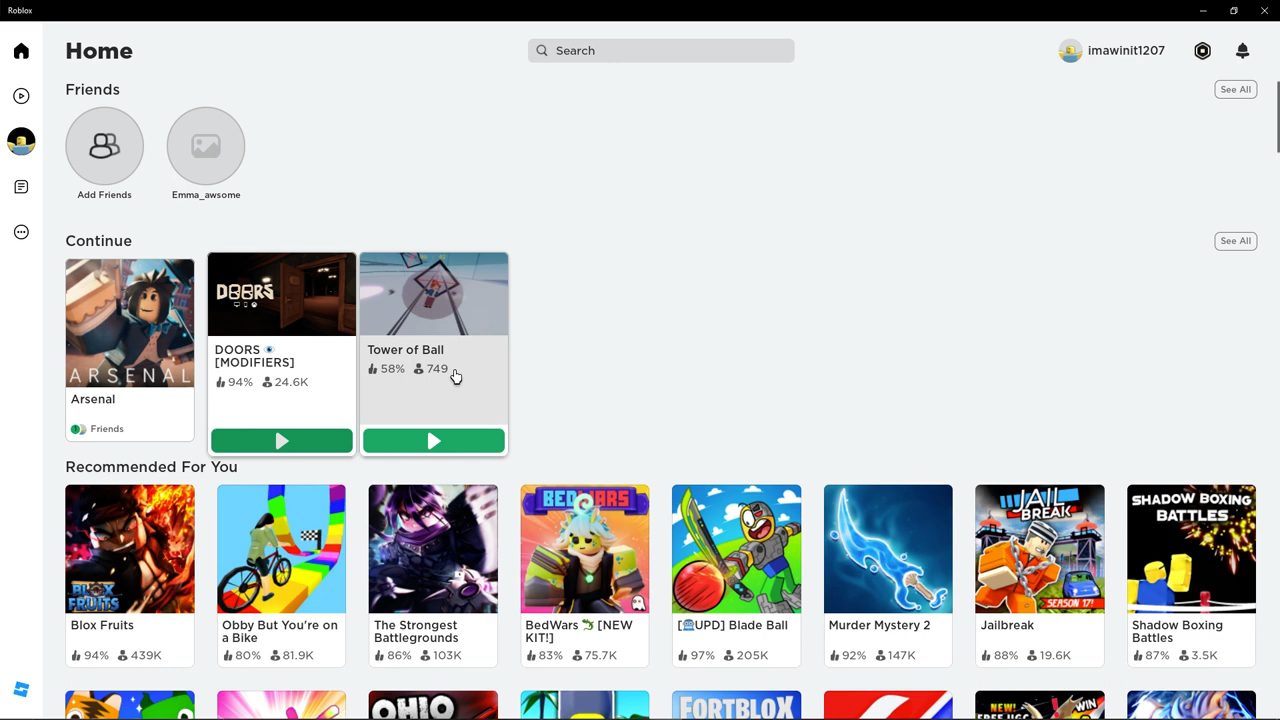 Roblox
Home
Search
imawinit1207
Friends
See All
Add Friends
Emma_awsome
Continue
See All
ARSENAL
Arsenal
Friends
DOORS
DOORS 👁
[MODIFIERS]
94% 24.6K
Tower of Ball
58% 749
Recommended For You
BLOX
FRUITS
Blox Fruits
94% 439K
Obby But You're on
a Bike
80% 81.9K
The Strongest
Battlegrounds
86% 103K
BEDWARS
BedWars [NEW
KIT!]
83% 75.7K
[UPD] Blade Ball
97% 205K
Murder Mystery 2
92% 147K
JAIL
BREAK
SEASON 17!
Jailbreak
88% 19.6K
SHADOW BOXING
BATTLES
Shadow Boxing
Battles
87% 3.5K
OHIO
FORTBLOX
NEW!
FREE UGC
WIN